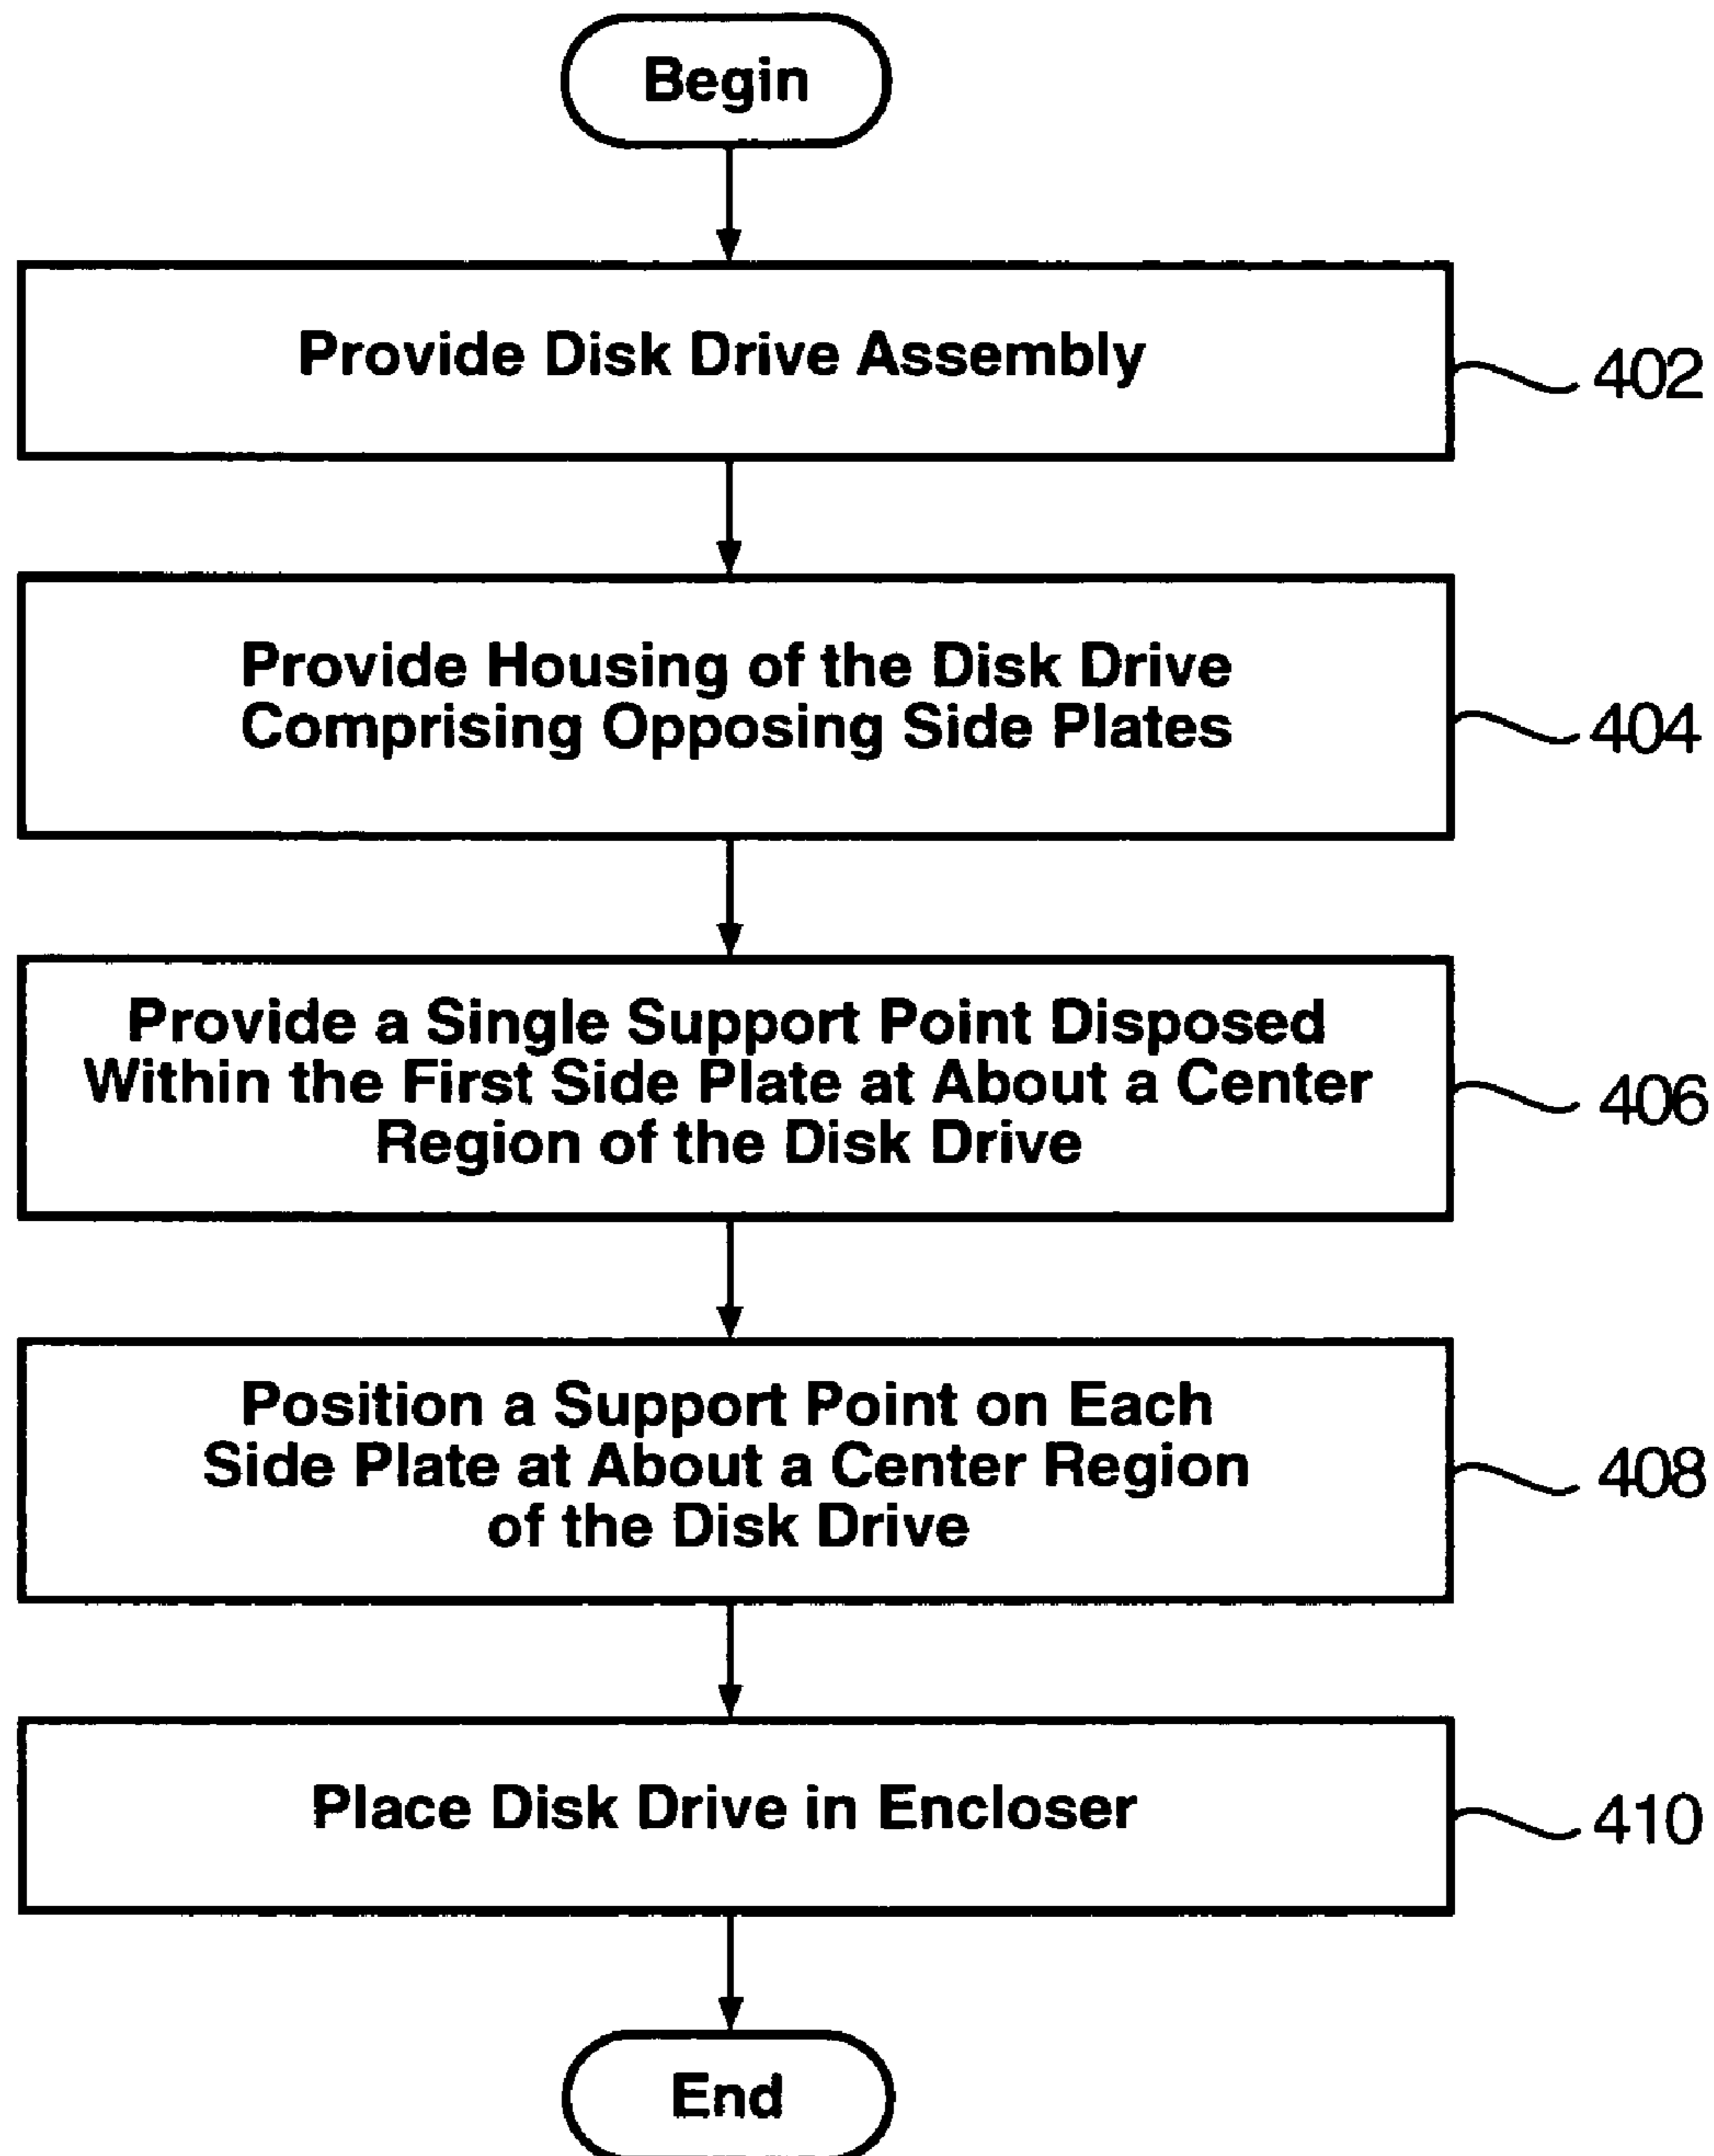 Begin
Provide Disk Drive Assembly
402
Provide Housing of the Disk Drive
Comprising Opposing Side Plates
404
Provide a Single Support Point Disposed
Within the First Side Plate at About a Center
Region of the Disk Drive
406
Position a Support Point on Each
Side Plate at About a Center Region
of the Disk Drive
408
Place Disk Drive in Encloser
410
End